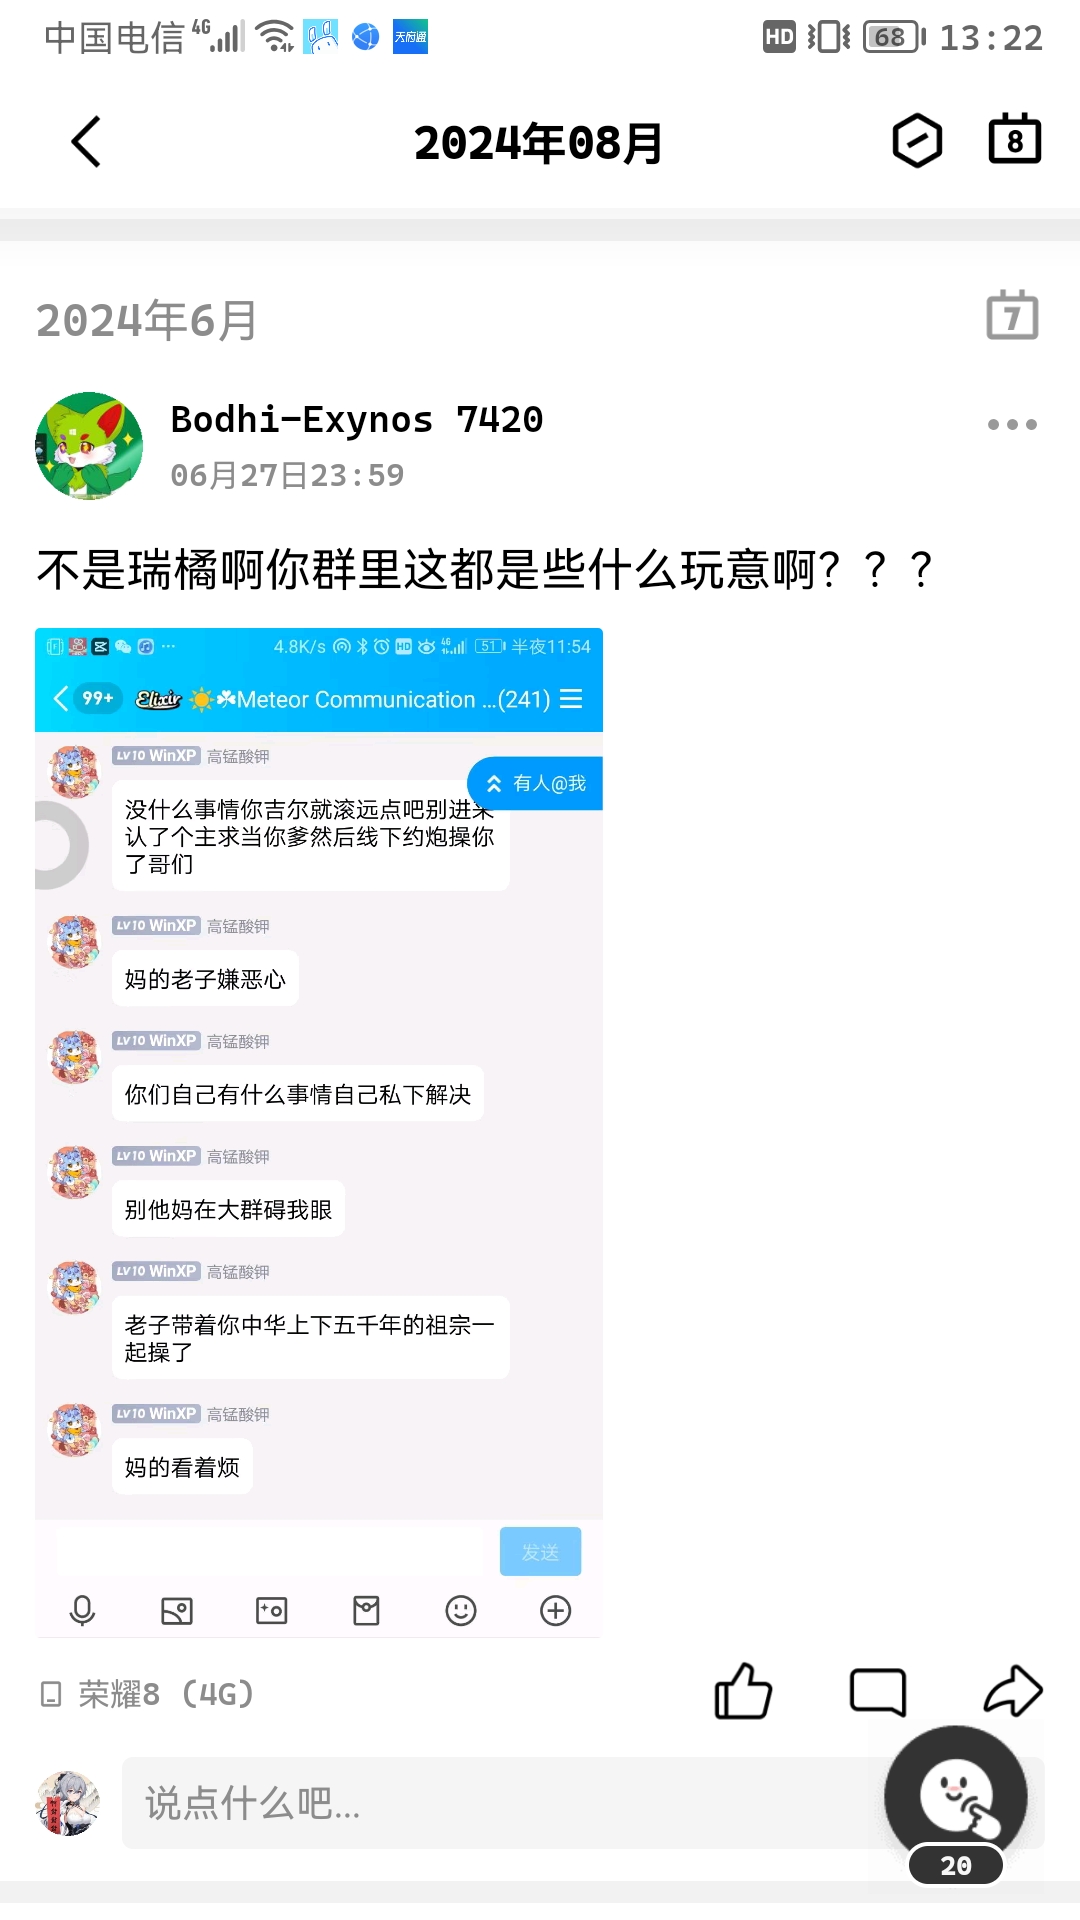 中国电信 4G HD 68 13:22
天府通
2024年08月 8
2024年6月 7
Bodhi-Exynos 7420
06月27日23:59
不是瑞橘啊你群里这都是些什么玩意啊？？？
4.8K/s HD 4G 51 半夜11:54
99+ Elixir ☀️☘Meteor Communication ...(241)
LV10 WinXP 高锰酸钾
有人@我
没什么事情你吉尔就滚远点吧别进来
认了个主求当你爹然后线下约炮操你
了哥们
LV10 WinXP 高锰酸钾
妈的老子嫌恶心
LV10 WinXP 高锰酸钾
你们自己有什么事情自己私下解决
LV10 WinXP 高锰酸钾
别他妈在大群碍我眼
LV10 WinXP 高锰酸钾
老子带着你中华上下五千年的祖宗一
起操了
LV10 WinXP 高锰酸钾
妈的看着烦
发送
荣耀8 (4G)
说点什么吧...
20